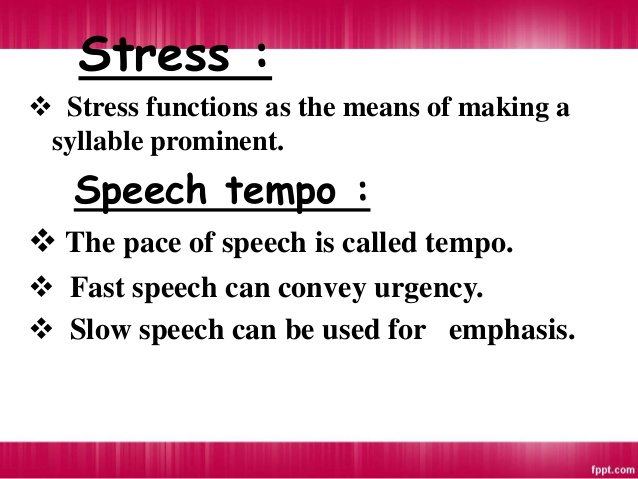 Stress :
❖ Stress functions as the means of making a
syllable prominent.
Speech tempo :
❖ The pace of speech is called tempo.
❖ Fast speech can convey urgency.
❖ Slow speech can be used for emphasis.
fppt.com